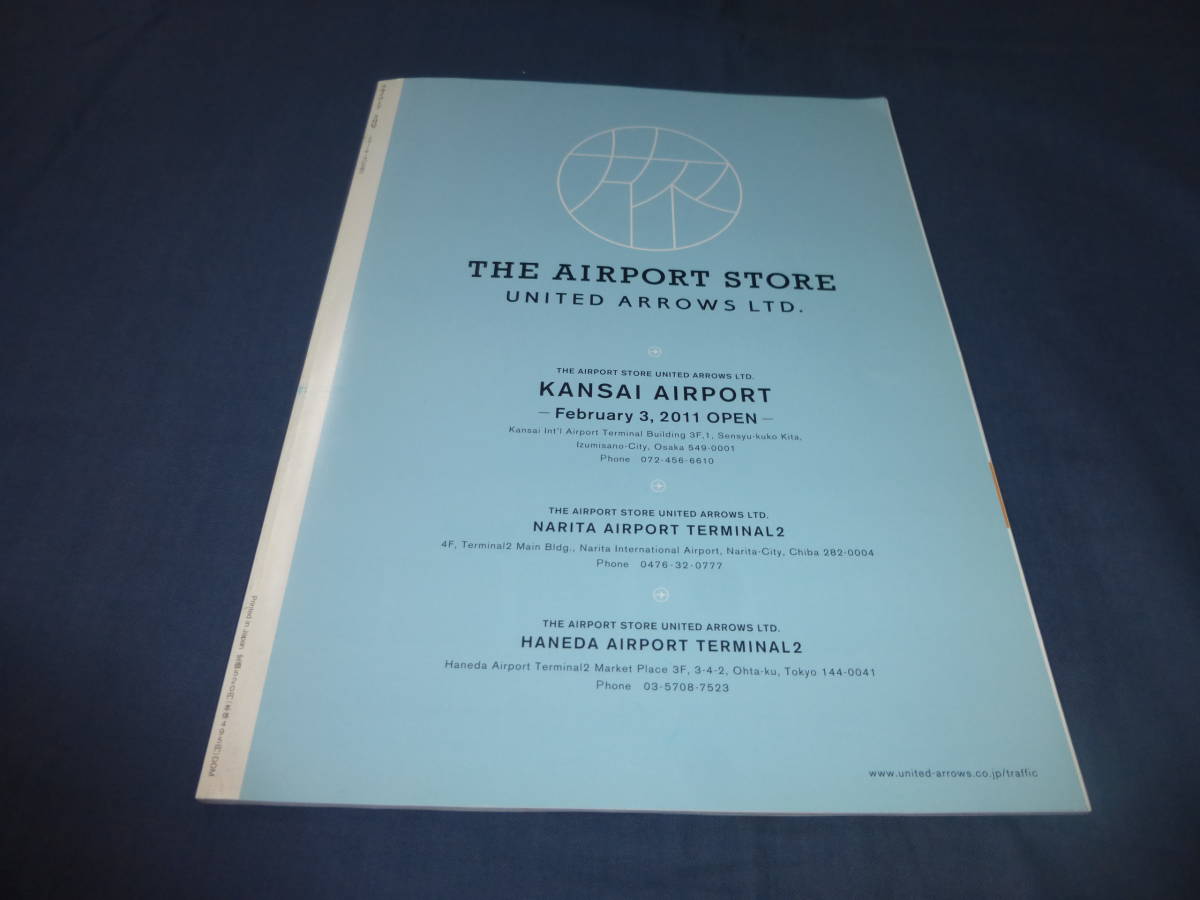 旅
THE AIRPORT STORE
UNITED ARROWS LTD.
THE AIRPORT STORE UNITED ARROWS LTD.
KANSAI AIRPORT
— February 3, 2011 OPEN —
Kansai Int'l Airport Terminal Building 3F,1, Sensyu-kuko Kita,
Izumisano-City, Osaka 549-0001
Phone 072-456-6610
THE AIRPORT STORE UNITED ARROWS LTD.
NARITA AIRPORT TERMINAL2
4F, Terminal2 Main Bldg., Narita International Airport, Narita-City, Chiba 282-0004
Phone 0476-32-0777
THE AIRPORT STORE UNITED ARROWS LTD.
HANEDA AIRPORT TERMINAL2
Haneda Airport Terminal2 Market Place 3F, 3-4-2, Ohta-ku, Tokyo 144-0041
Phone 03-5708-7523
www.united-arrows.co.jp/traffic
Printed in Japan